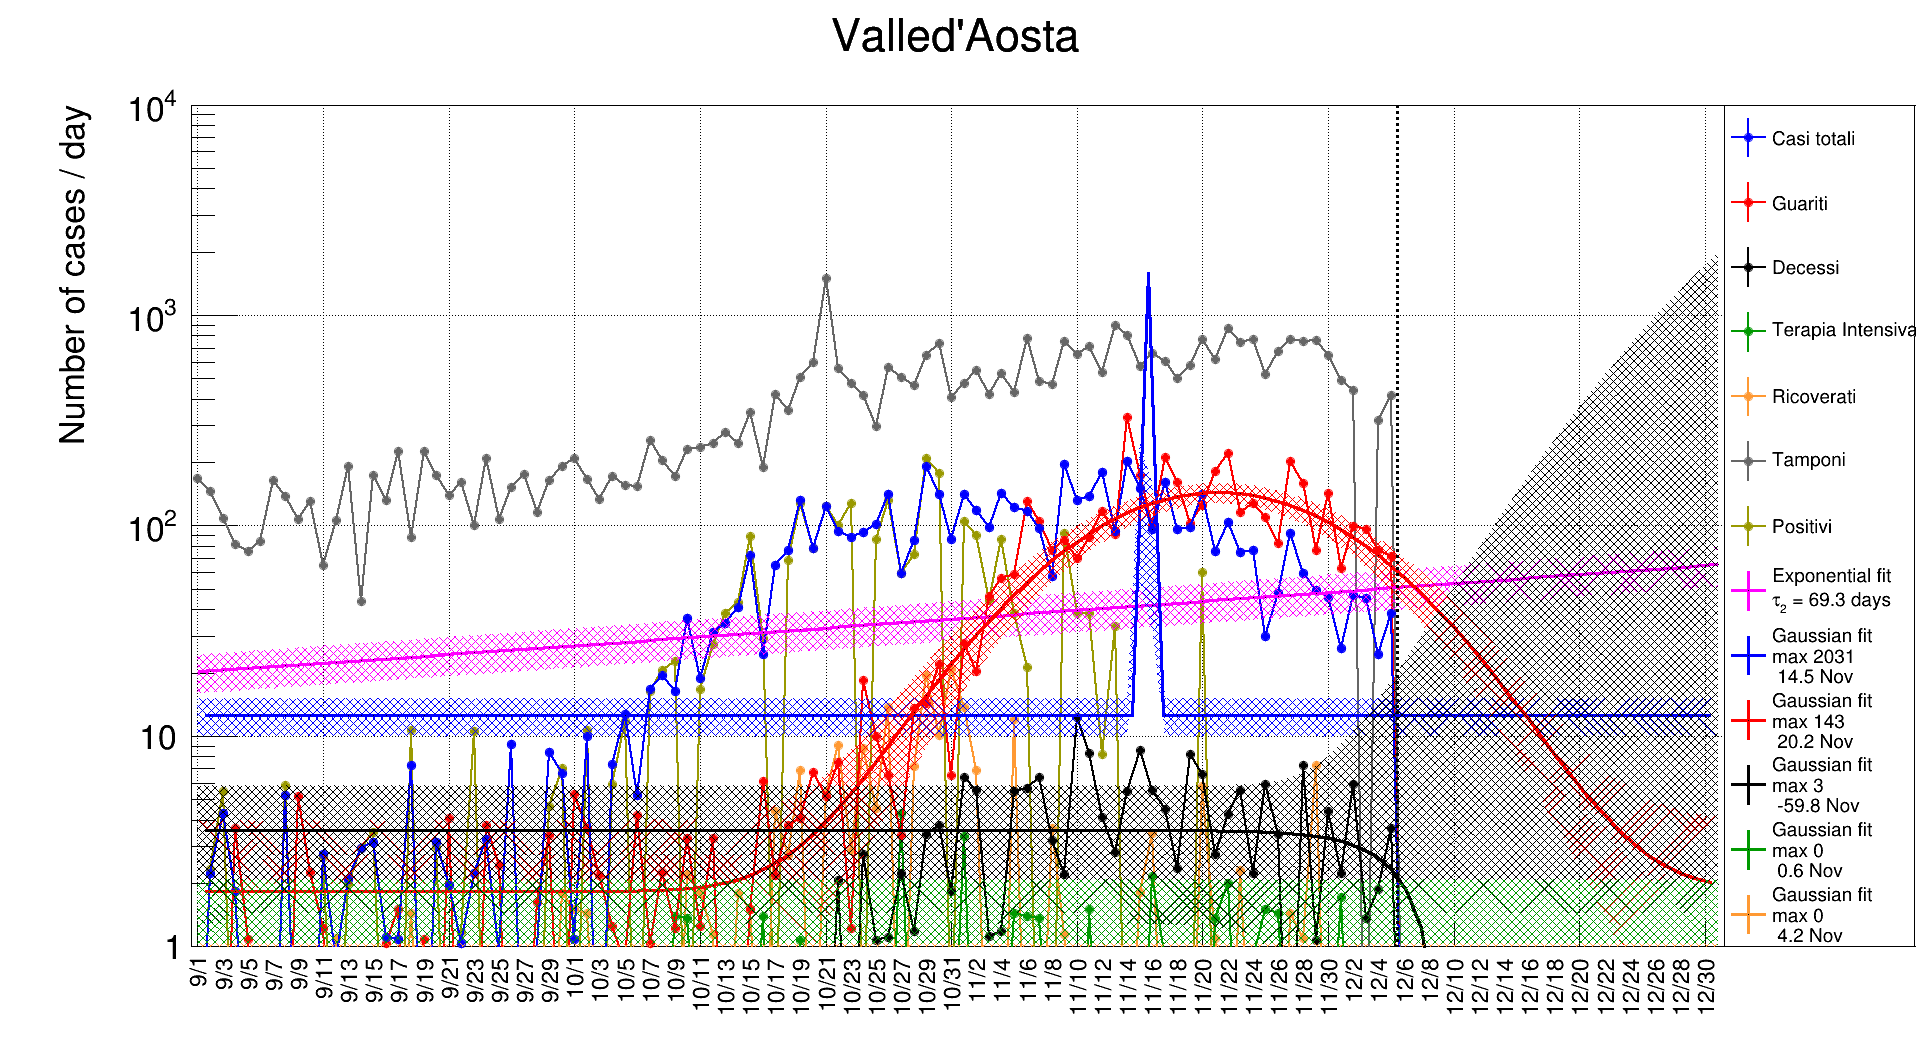 Valled'Aosta
Number of cases / day
10⁴
10³
10²
10
1
9/1
9/3
9/5
9/7
9/9
9/11
9/13
9/15
9/17
9/19
9/21
9/23
9/25
9/27
9/29
10/1
10/3
10/5
10/7
10/9
10/11
10/13
10/15
10/17
10/19
10/21
10/23
10/25
10/27
10/29
10/31
11/2
11/4
11/6
11/8
11/10
11/12
11/14
11/16
11/18
11/20
11/22
11/24
11/26
11/28
11/30
12/2
12/4
12/6
12/8
12/10
12/12
12/14
12/16
12/18
12/20
12/22
12/24
12/26
12/28
12/30
Casi totali
Guariti
Decessi
Terapia Intensiva
Ricoverati
Tamponi
Positivi
Exponential fit
τ₂ = 69.3 days
Gaussian fit
max 2031
14.5 Nov
Gaussian fit
max 143
20.2 Nov
Gaussian fit
max 3
-59.8 Nov
Gaussian fit
max 0
0.6 Nov
Gaussian fit
max 0
4.2 Nov